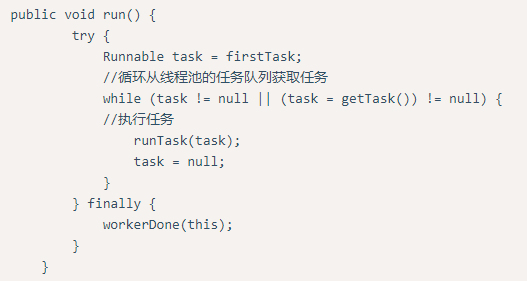 public void run() {
        try {
            Runnable task = firstTask;
            //循环从线程池的任务队列获取任务
            while (task != null || (task = getTask()) != null) {
            //执行任务
                runTask(task);
                task = null;
            }
        } finally {
            workerDone(this);
        }
    }